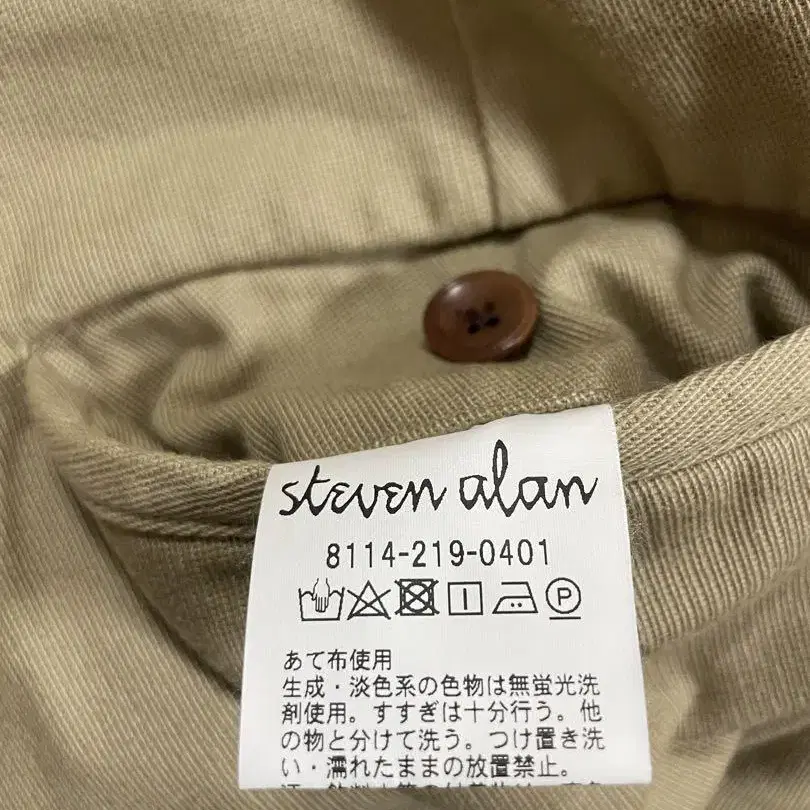 steven alan
8114-219-0401
P
あて布使用
生成・淡色系の色物は無蛍光洗
剤使用。すすぎは十分行う。他
の物と分けて洗う。つけ置き洗
い・濡れたままの放置禁止。